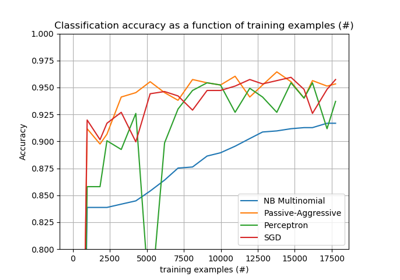 Classification accuracy as a function of training examples (#)
1.000
0.975
0.950
0.925
0.900
0.875
0.850
0.825
0.800
Accuracy
NB Multinomial
Passive-Aggressive
Perceptron
SGD
0 2500 5000 7500 10000 12500 15000 17500
training examples (#)